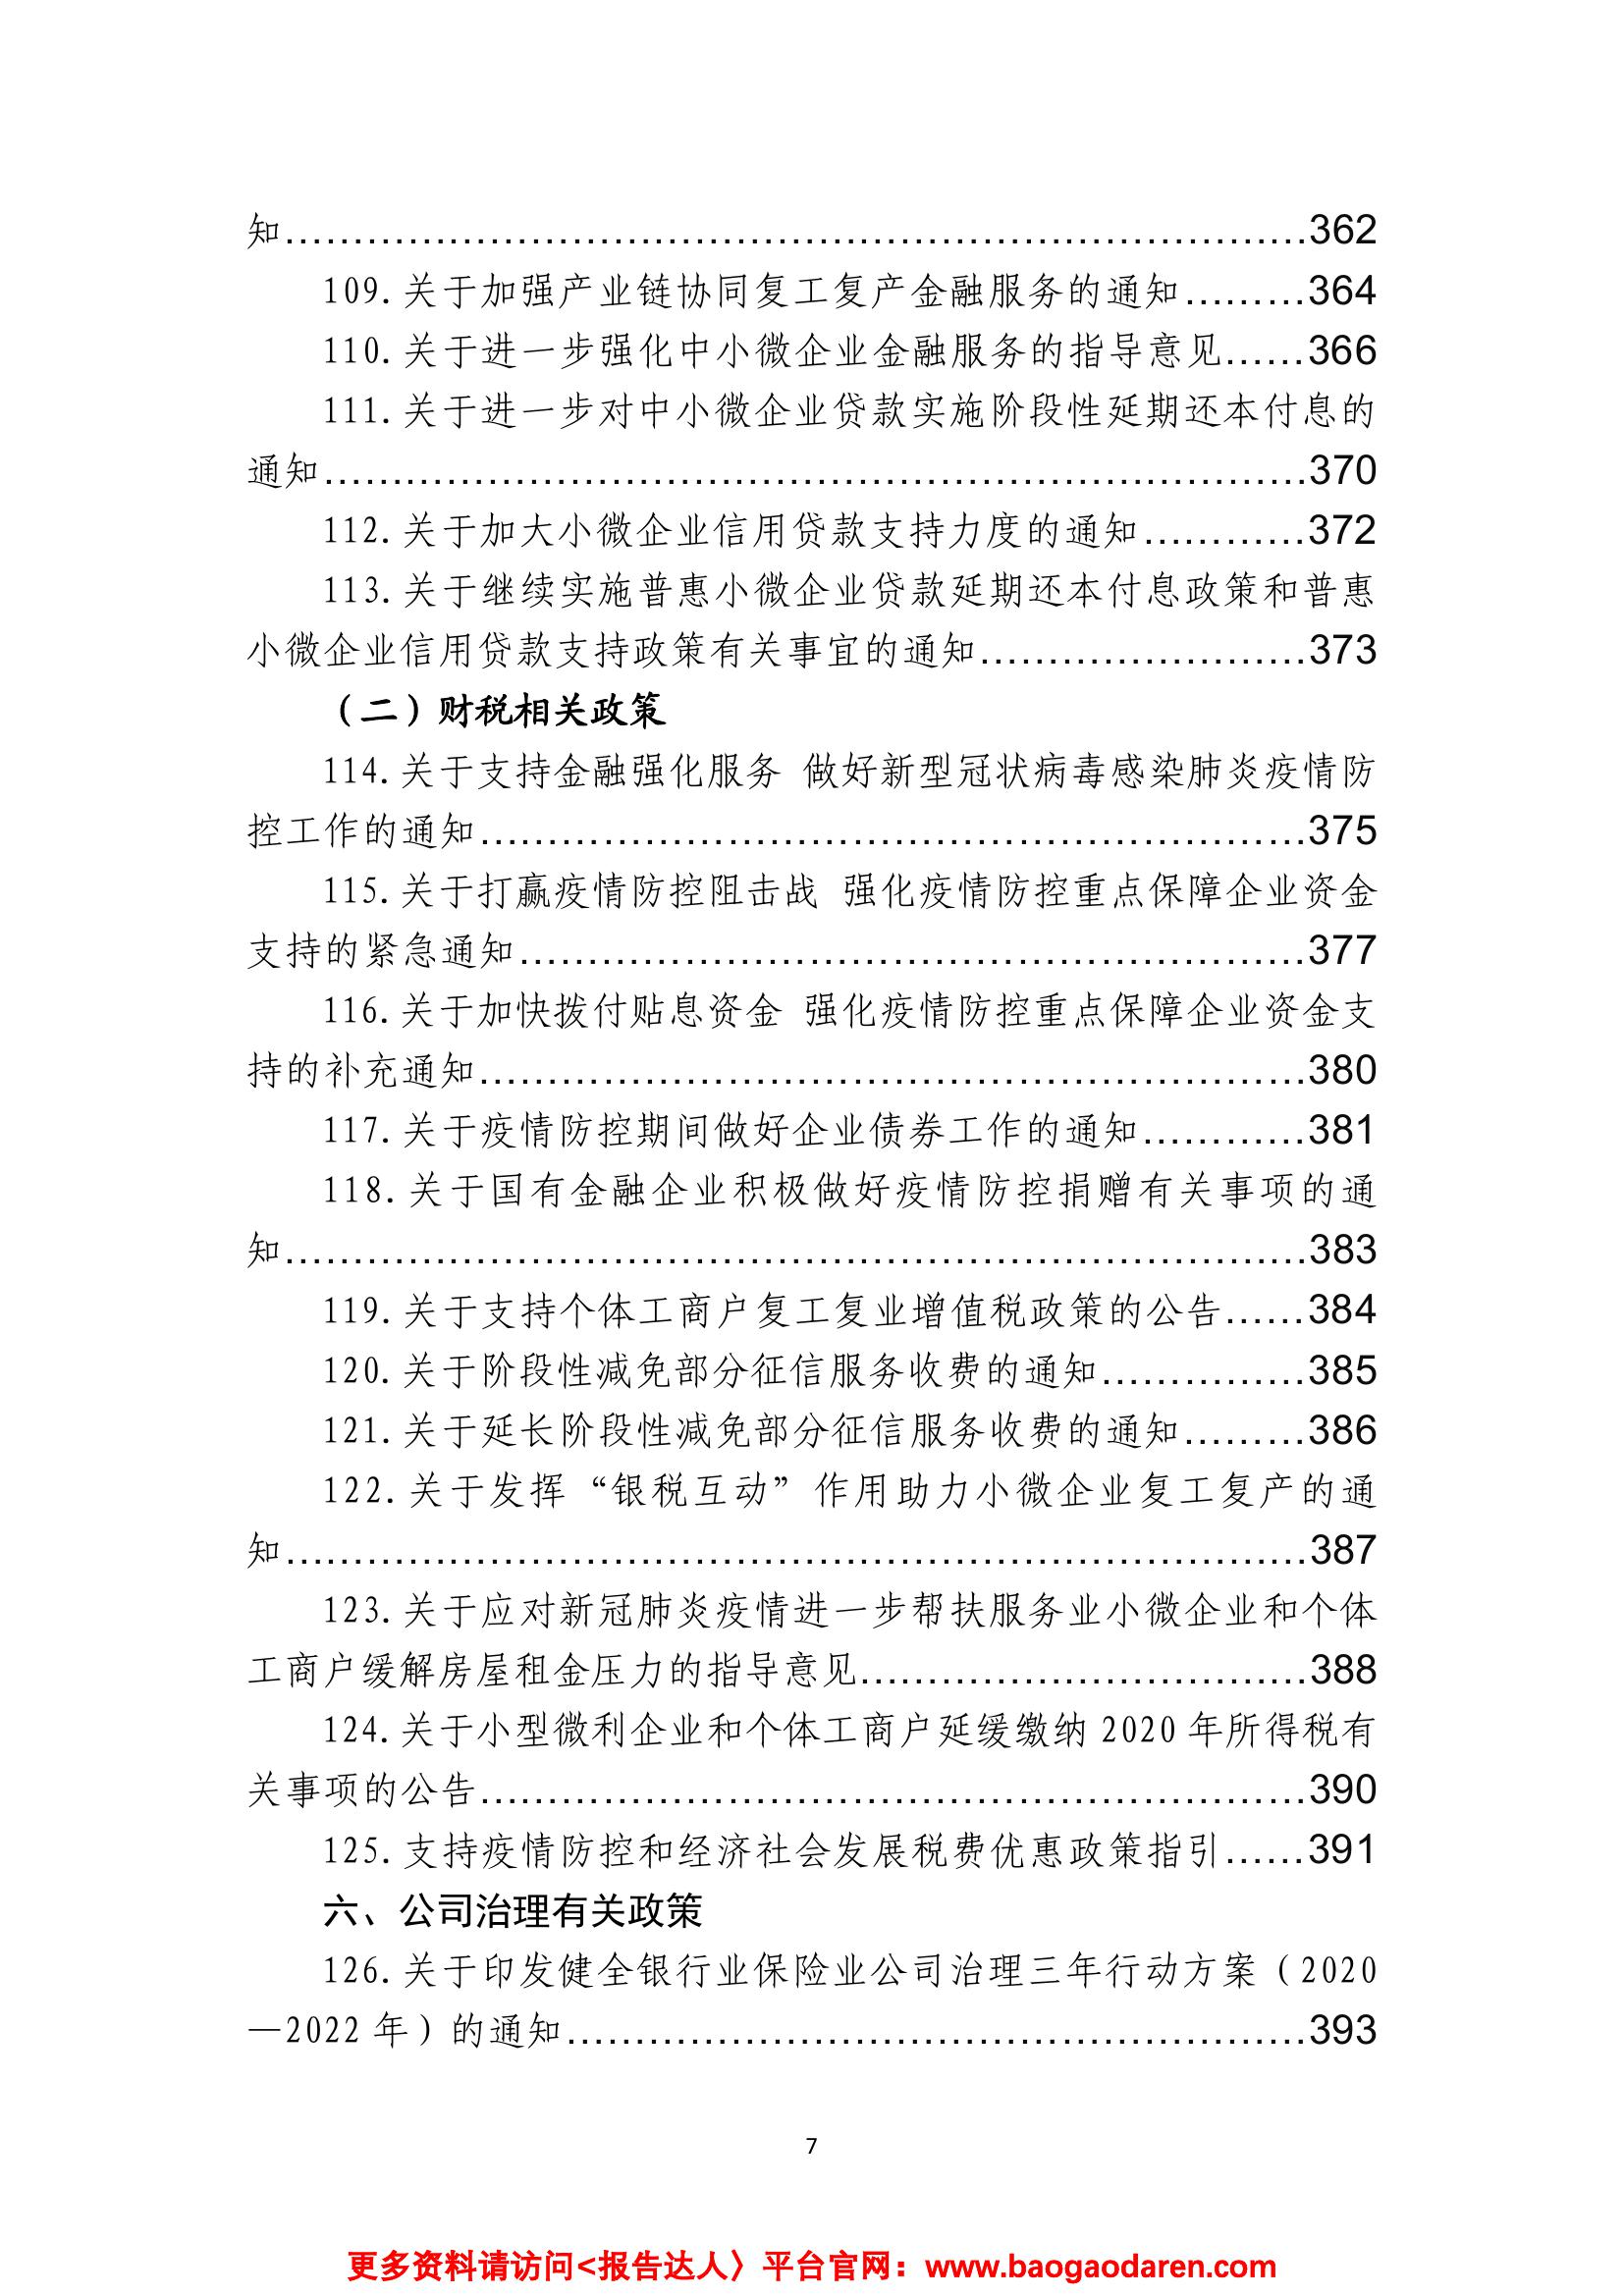 知......................................................................362
109.关于加强产业链协同复工复产金融服务的通知.........364
110.关于进一步强化中小微企业金融服务的指导意见......366
111.关于进一步对中小微企业贷款实施阶段性延期还本付息的
通知...................................................................370
112.关于加大小微企业信用贷款支持力度的通知............372
113.关于继续实施普惠小微企业贷款延期还本付息政策和普惠
小微企业信用贷款支持政策有关事宜的通知........................373
（二）财税相关政策
114.关于支持金融强化服务 做好新型冠状病毒感染肺炎疫情防
控工作的通知.........................................................375
115.关于打赢疫情防控阻击战 强化疫情防控重点保障企业资金
支持的紧急通知......................................................377
116.关于加快拨付贴息资金 强化疫情防控重点保障企业资金支
持的补充通知.........................................................380
117.关于疫情防控期间做好企业债券工作的通知............381
118.关于国有金融企业积极做好疫情防控捐赠有关事项的通
知......................................................................383
119.关于支持个体工商户复工复业增值税政策的公告......384
120.关于阶段性减免部分征信服务收费的通知...............385
121.关于延长阶段性减免部分征信服务收费的通知.........386
122.关于发挥“银税互动”作用助力小微企业复工复产的通
知......................................................................387
123.关于应对新冠肺炎疫情进一步帮扶服务业小微企业和个体
工商户缓解房屋租金压力的指导意见.................................388
124.关于小型微利企业和个体工商户延缓缴纳 2020 年所得税有
关事项的公告.........................................................390
125.支持疫情防控和经济社会发展税费优惠政策指引......391
六、公司治理有关政策
126.关于印发健全银行业保险业公司治理三年行动方案（2020
—2022 年）的通知...................................................393
7
更多资料请访问<报告达人〉平台官网：www.baogaodaren.com